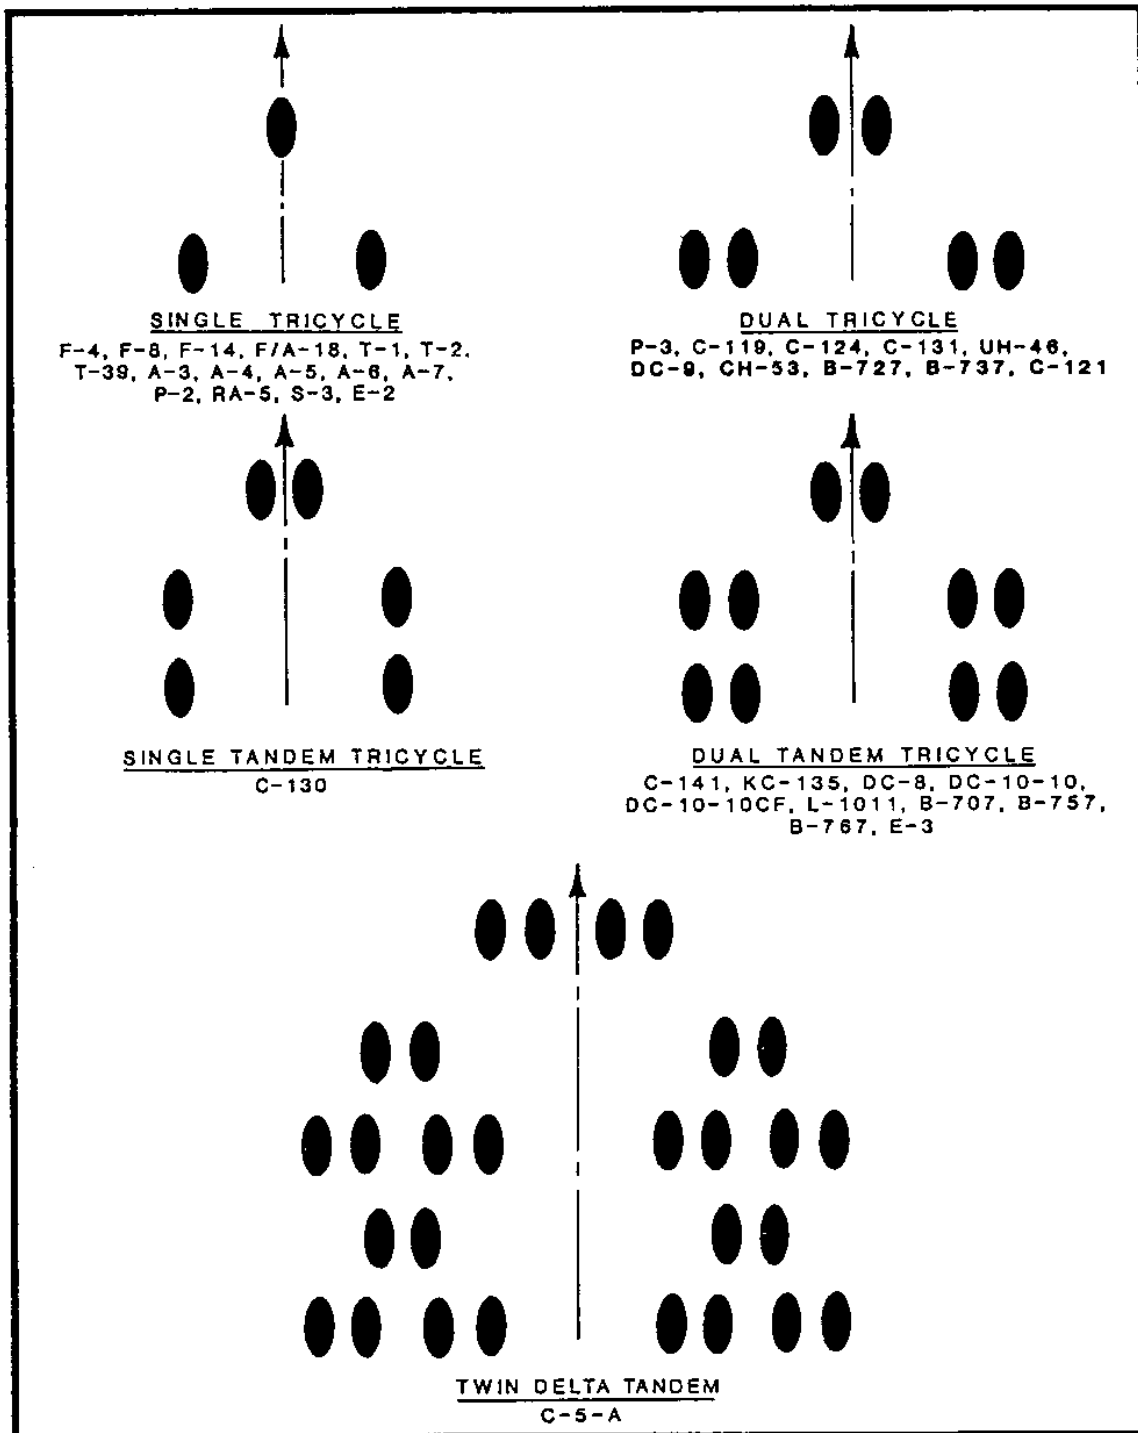 SINGLE TRICYCLE
F-4, F-8, F-14, F/A-18, T-1, T-2,
T-39, A-3, A-4, A-5, A-6, A-7,
P-2, RA-5, S-3, E-2
DUAL TRICYCLE
P-3, C-119, C-124, C-131, UH-46,
DC-9, CH-53, B-727, B-737, C-121
SINGLE TANDEM TRICYCLE
C-130
DUAL TANDEM TRICYCLE
C-141, KC-135, DC-8, DC-10-10,
DC-10-10CF, L-1011, B-707, B-757,
B-767, E-3
TWIN DELTA TANDEM
C-5-A